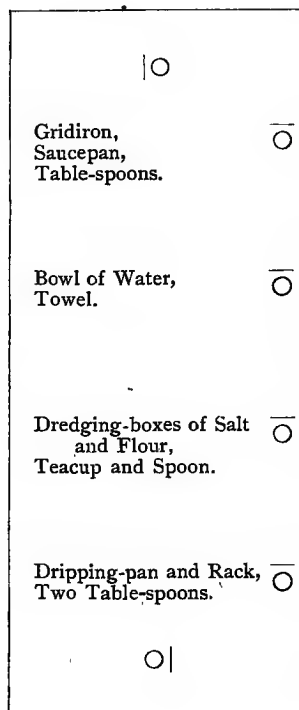 Gridiron,
Saucepan,
Table-spoons.
Bowl of Water,
Towel.
Dredging-boxes of Salt
and Flour,
Teacup and Spoon.
Dripping-pan and Rack,
Two Table-spoons.